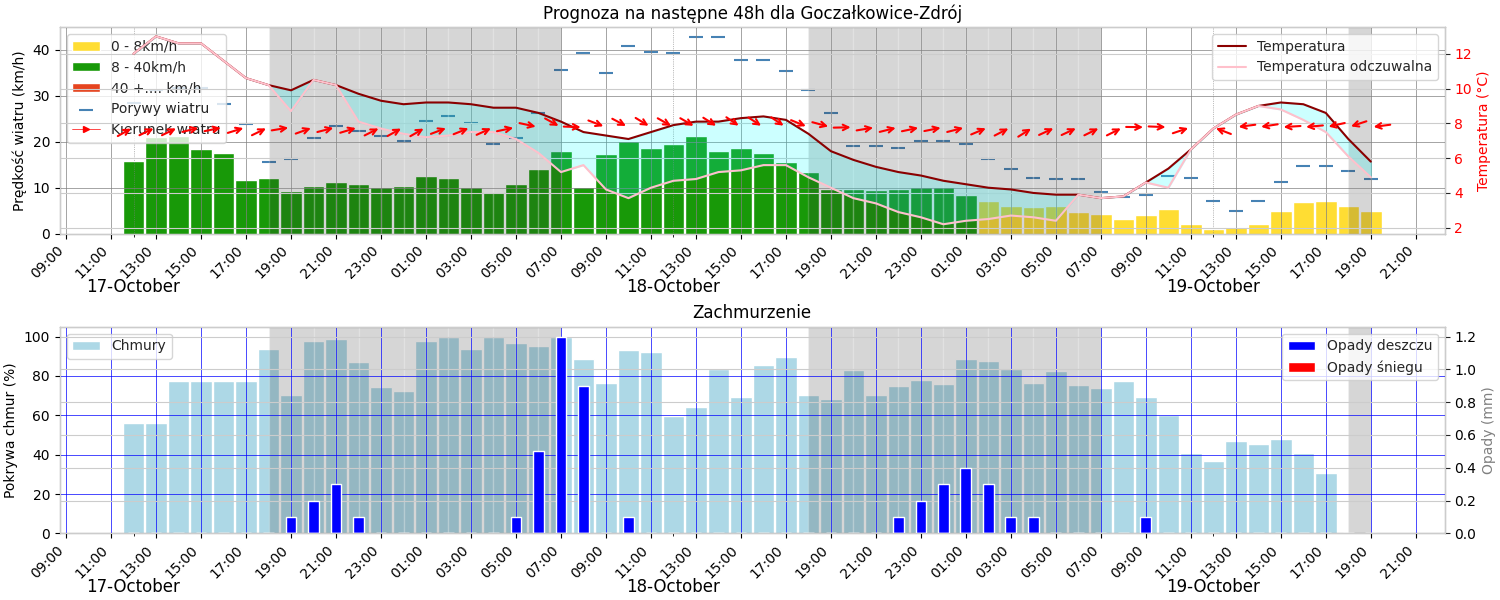 Prognoza na następne 48h dla Goczałkowice-Zdrój
Prędkość wiatru (km/h)
40
30
20
10
0
0 - 8km/h
8 - 40km/h
40 +.... km/h
Porywy wiatru
Kierunek wiatru
Temperatura
Temperatura odczuwalna
12
10
8
6
4
2
Temperatura (°C)
09:00 11:00 13:00 15:00 17:00 19:00 21:00 23:00 01:00 03:00 05:00 07:00 09:00 11:00 13:00 15:00 17:00 19:00 21:00 23:00 01:00 03:00 05:00 07:00 09:00 11:00 13:00 15:00 17:00 19:00 21:00
17-October 18-October 19-October
Zachmurzenie
Pokrywa chmur (%)
100
80
60
40
20
0
Chmury
Opady deszczu
Opady śniegu
1.2
1.0
0.8
0.6
0.4
0.2
0.0
Opady (mm)
09:00 11:00 13:00 15:00 17:00 19:00 21:00 23:00 01:00 03:00 05:00 07:00 09:00 11:00 13:00 15:00 17:00 19:00 21:00 23:00 01:00 03:00 05:00 07:00 09:00 11:00 13:00 15:00 17:00 19:00 21:00
17-October 18-October 19-October